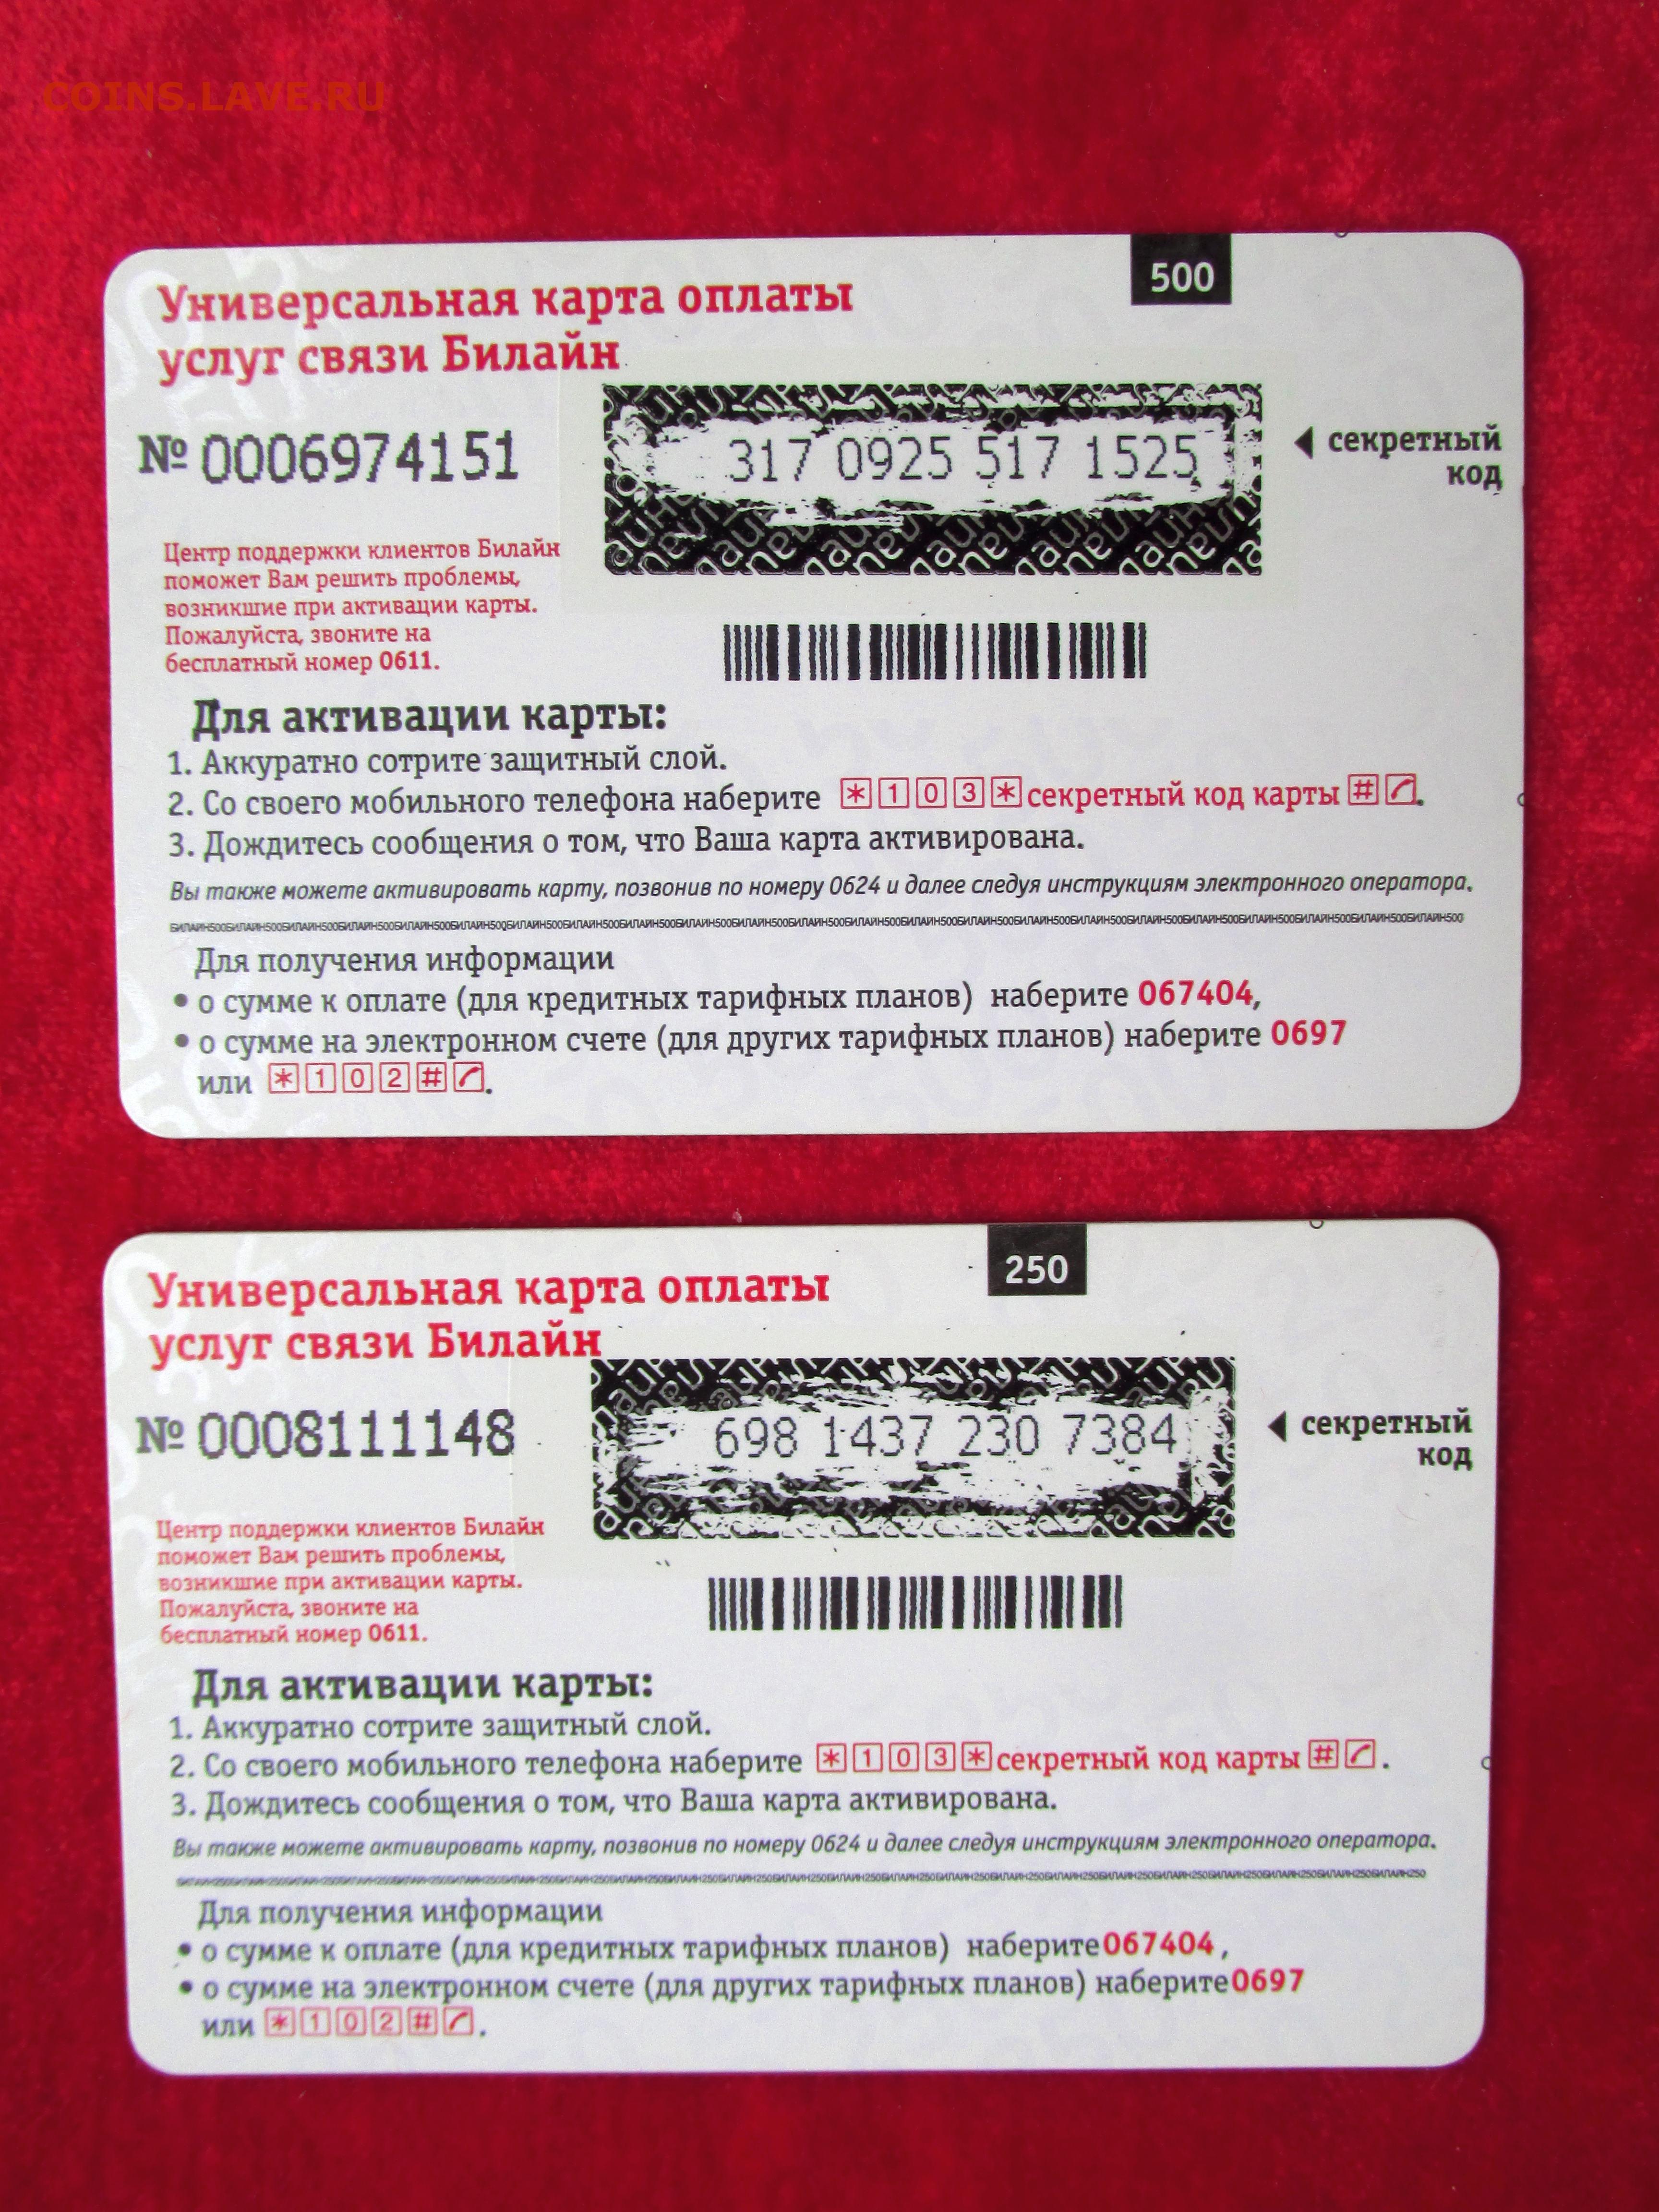 COINS.LAVE.RU
500
Универсальная карта оплаты
услуг связи Билайн
№ 0006974151
317 0925 517 1525
секретный
код
Центр поддержки клиентов Билайн
поможет Вам решить проблемы,
возникшие при активации карты.
Пожалуйста, звоните на
бесплатный номер 0611.
Для активации карты:
1. Аккуратно сотрите защитный слой.
2. Со своего мобильного телефона наберите *103*секретный код карты #.
3. Дождитесь сообщения о том, что Ваша карта активирована.
Вы также можете активировать карту, позвонив по номеру 0624 и далее следуя инструкциям электронного оператора.
Для получения информации
• о сумме к оплате (для кредитных тарифных планов) наберите 067404,
• о сумме на электронном счете (для других тарифных планов) наберите 0697
или *102#.
250
Универсальная карта оплаты
услуг связи Билайн
№ 0008111148
698 1437 230 7384
секретный
код
Центр поддержки клиентов Билайн
поможет Вам решить проблемы,
возникшие при активации карты.
Пожалуйста, звоните на
бесплатный номер 0611.
Для активации карты:
1. Аккуратно сотрите защитный слой.
2. Со своего мобильного телефона наберите *103*секретный код карты #.
3. Дождитесь сообщения о том, что Ваша карта активирована.
Вы также можете активировать карту, позвонив по номеру 0624 и далее следуя инструкциям электронного оператора.
Для получения информации
• о сумме к оплате (для кредитных тарифных планов) наберите 067404,
• о сумме на электронном счете (для других тарифных планов) наберите 0697
или *102#.